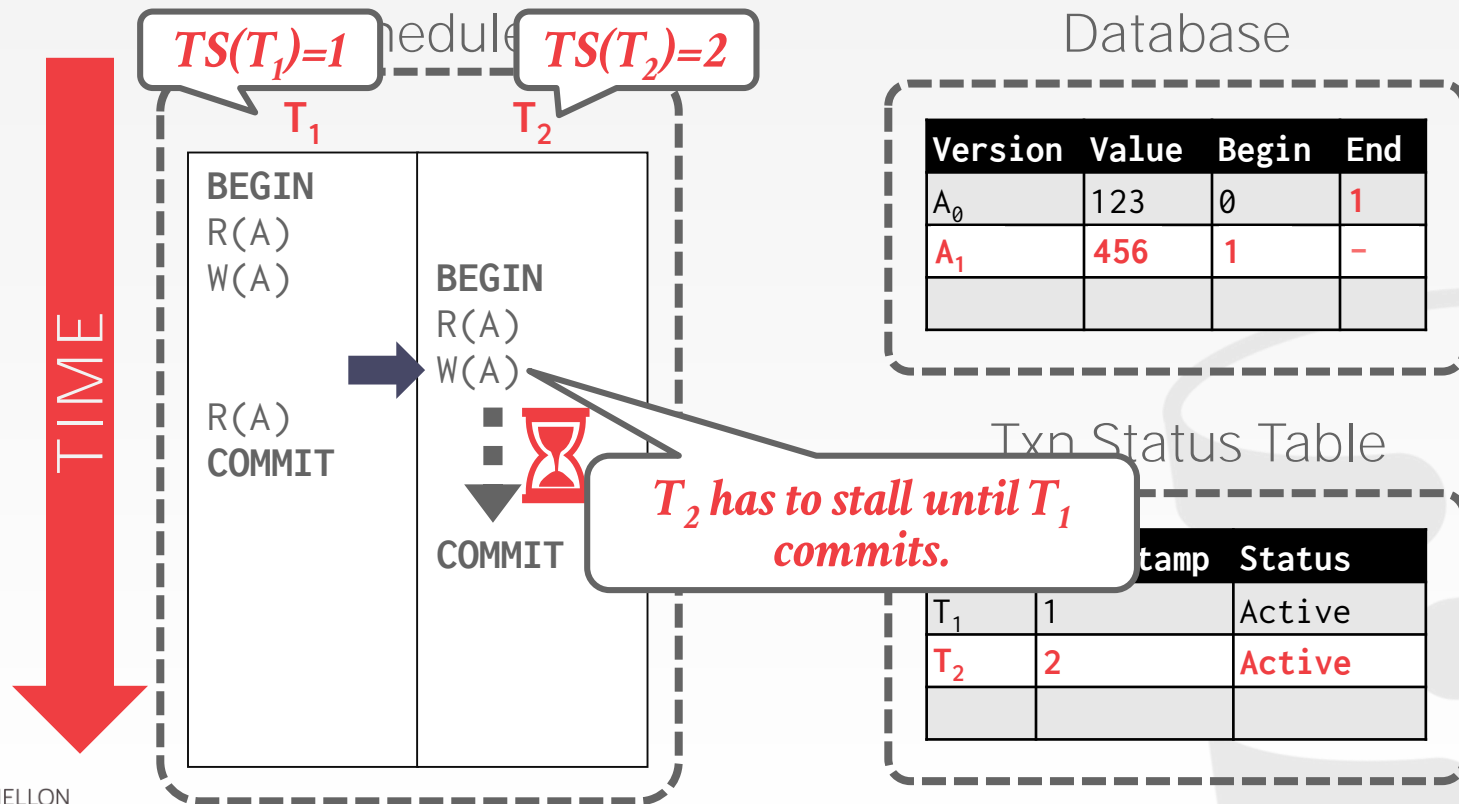 TS(T₁)=1
hedule
TS(T₂)=2
Database
TIME
T₁ T₂
BEGIN
R(A)
W(A)
BEGIN
R(A)
W(A)
R(A)
COMMIT
COMMIT
T₂ has to stall until T₁
commits.
Version Value Begin End
A₀ 123 0 1
A₁ 456 1 –
Txn Status Table
tamp Status
T₁ 1 Active
T₂ 2 Active